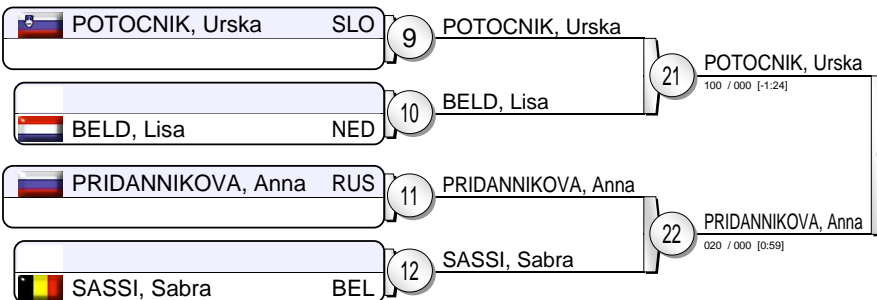 POTOCNIK, Urska SLO
9
POTOCNIK, Urska
21
POTOCNIK, Urska
100 / 000 [-1:24]
BELD, Lisa NED
10
BELD, Lisa
PRIDANNIKOVA, Anna RUS
11
PRIDANNIKOVA, Anna
22
PRIDANNIKOVA, Anna
020 / 000 [0:59]
SASSI, Sabra BEL
12
SASSI, Sabra